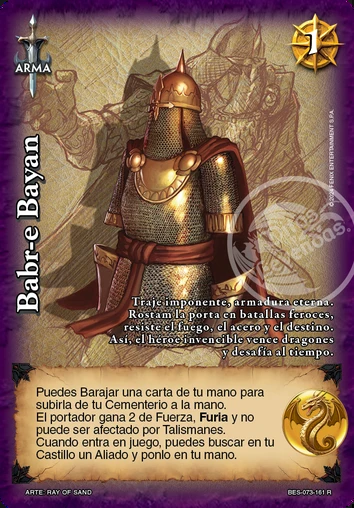 ARMA
1
Babr-e Bayan
© 2023 FENIX ENTERTAINMENT S.P.A.
Traje imponente, armadura eterna.
Rostam la porta en batallas feroces,
resiste el fuego, el acero y el destino.
Así, el héroe invencible vence dragones
y desafía al tiempo.
Puedes Barajar una carta de tu mano para
subirla de tu Cementerio a la mano.
El portador gana 2 de Fuerza, Furia y no
puede ser afectado por Talismanes.
Cuando entra en juego, puedes buscar en tu
Castillo un Aliado y ponlo en tu mano.
ARTE: RAY OF SAND
BES-073-161 R